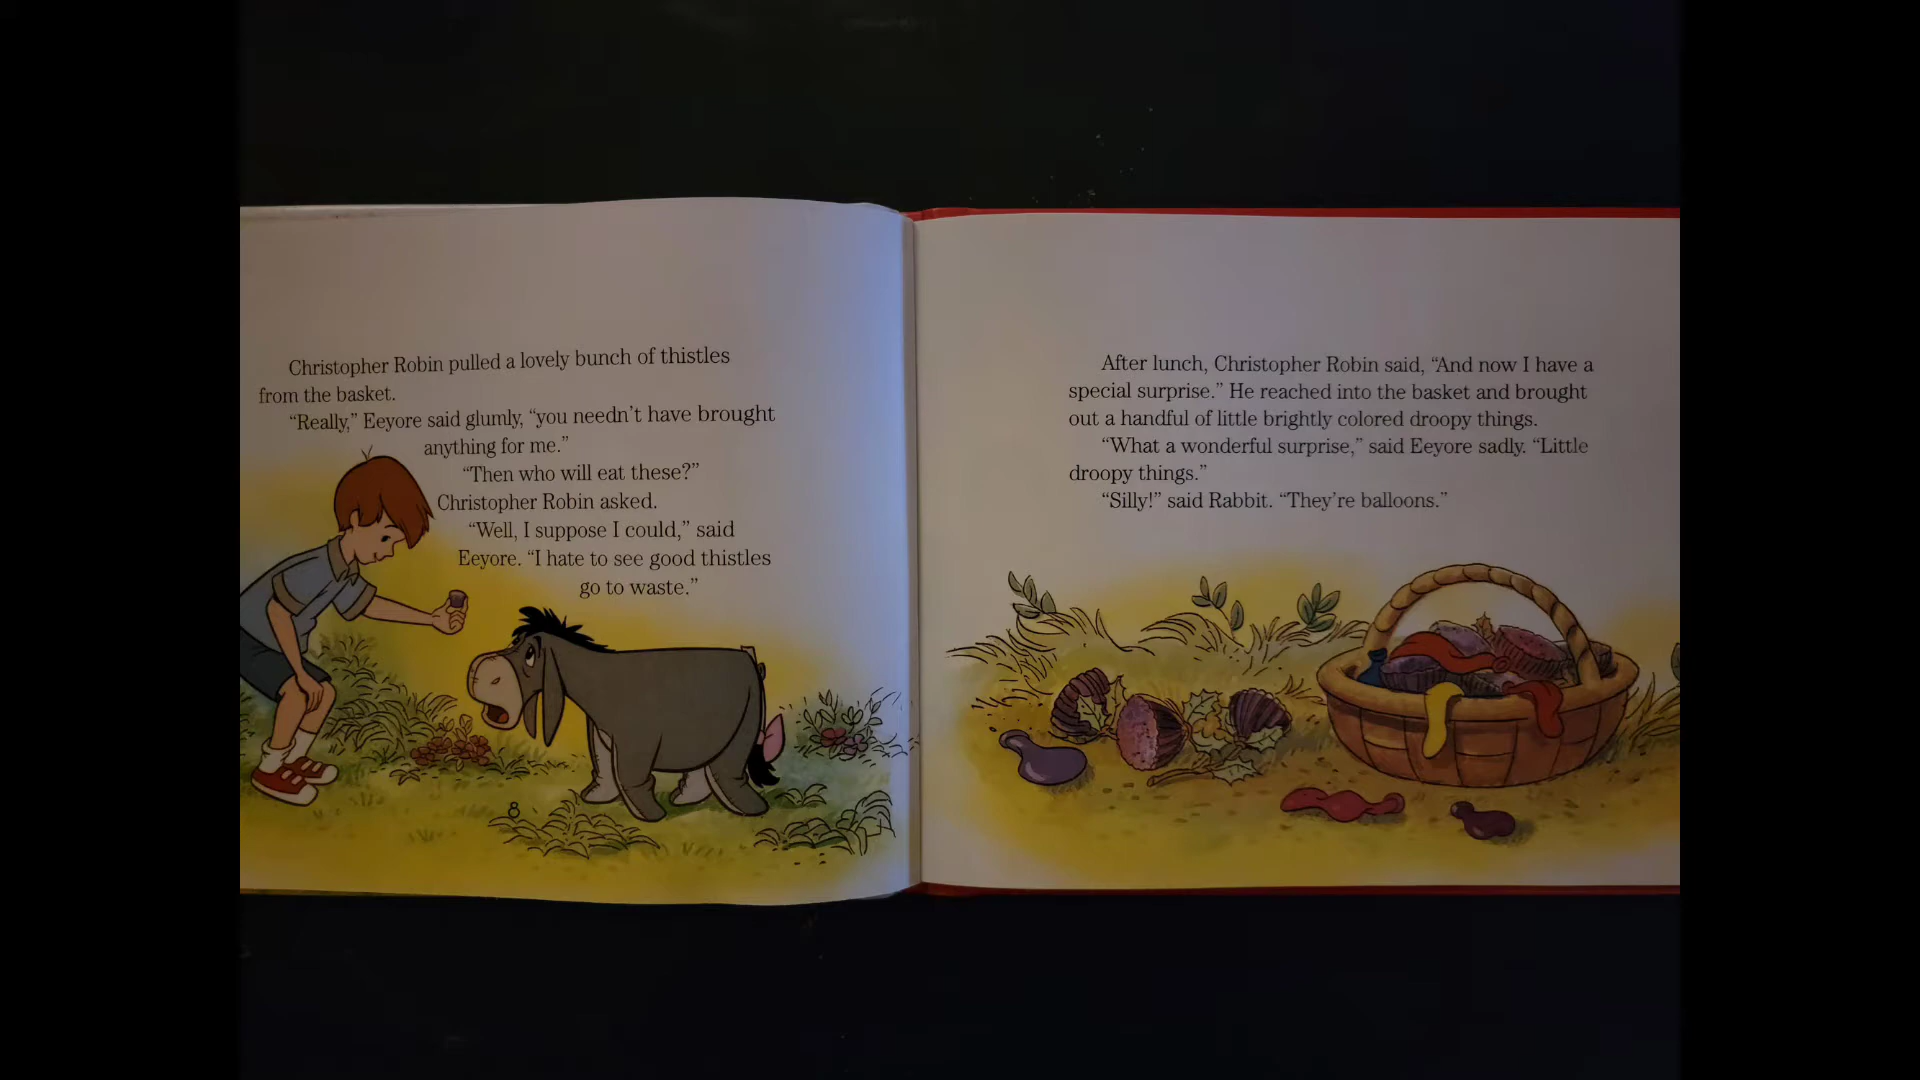 Christopher Robin pulled a lovely bunch of thistles
from the basket.
“Really,” Eeyore said glumly, “you needn’t have brought
anything for me.”
“Then who will eat these?”
Christopher Robin asked.
“Well, I suppose I could,” said
Eeyore. “I hate to see good thistles
go to waste.”
8
After lunch, Christopher Robin said, “And now I have a
special surprise.” He reached into the basket and brought
out a handful of little brightly colored droopy things.
“What a wonderful surprise,” said Eeyore sadly. “Little
droopy things.”
“Silly!” said Rabbit. “They’re balloons.”